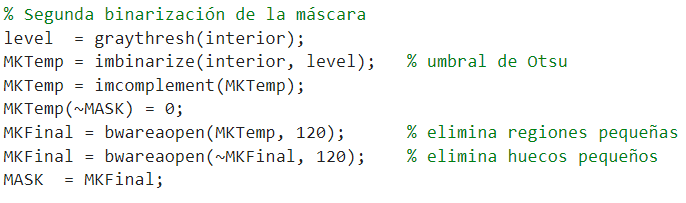 % Segunda binarización de la máscara
level  = graythresh(interior);
MKTemp = imbinarize(interior, level);   % umbral de Otsu
MKTemp = imcomplement(MKTemp);
MKTemp(~MASK) = 0;
MKFinal = bwareaopen(MKTemp, 120);      % elimina regiones pequeñas
MKFinal = bwareaopen(~MKFinal, 120);    % elimina huecos pequeños
MASK  = MKFinal;